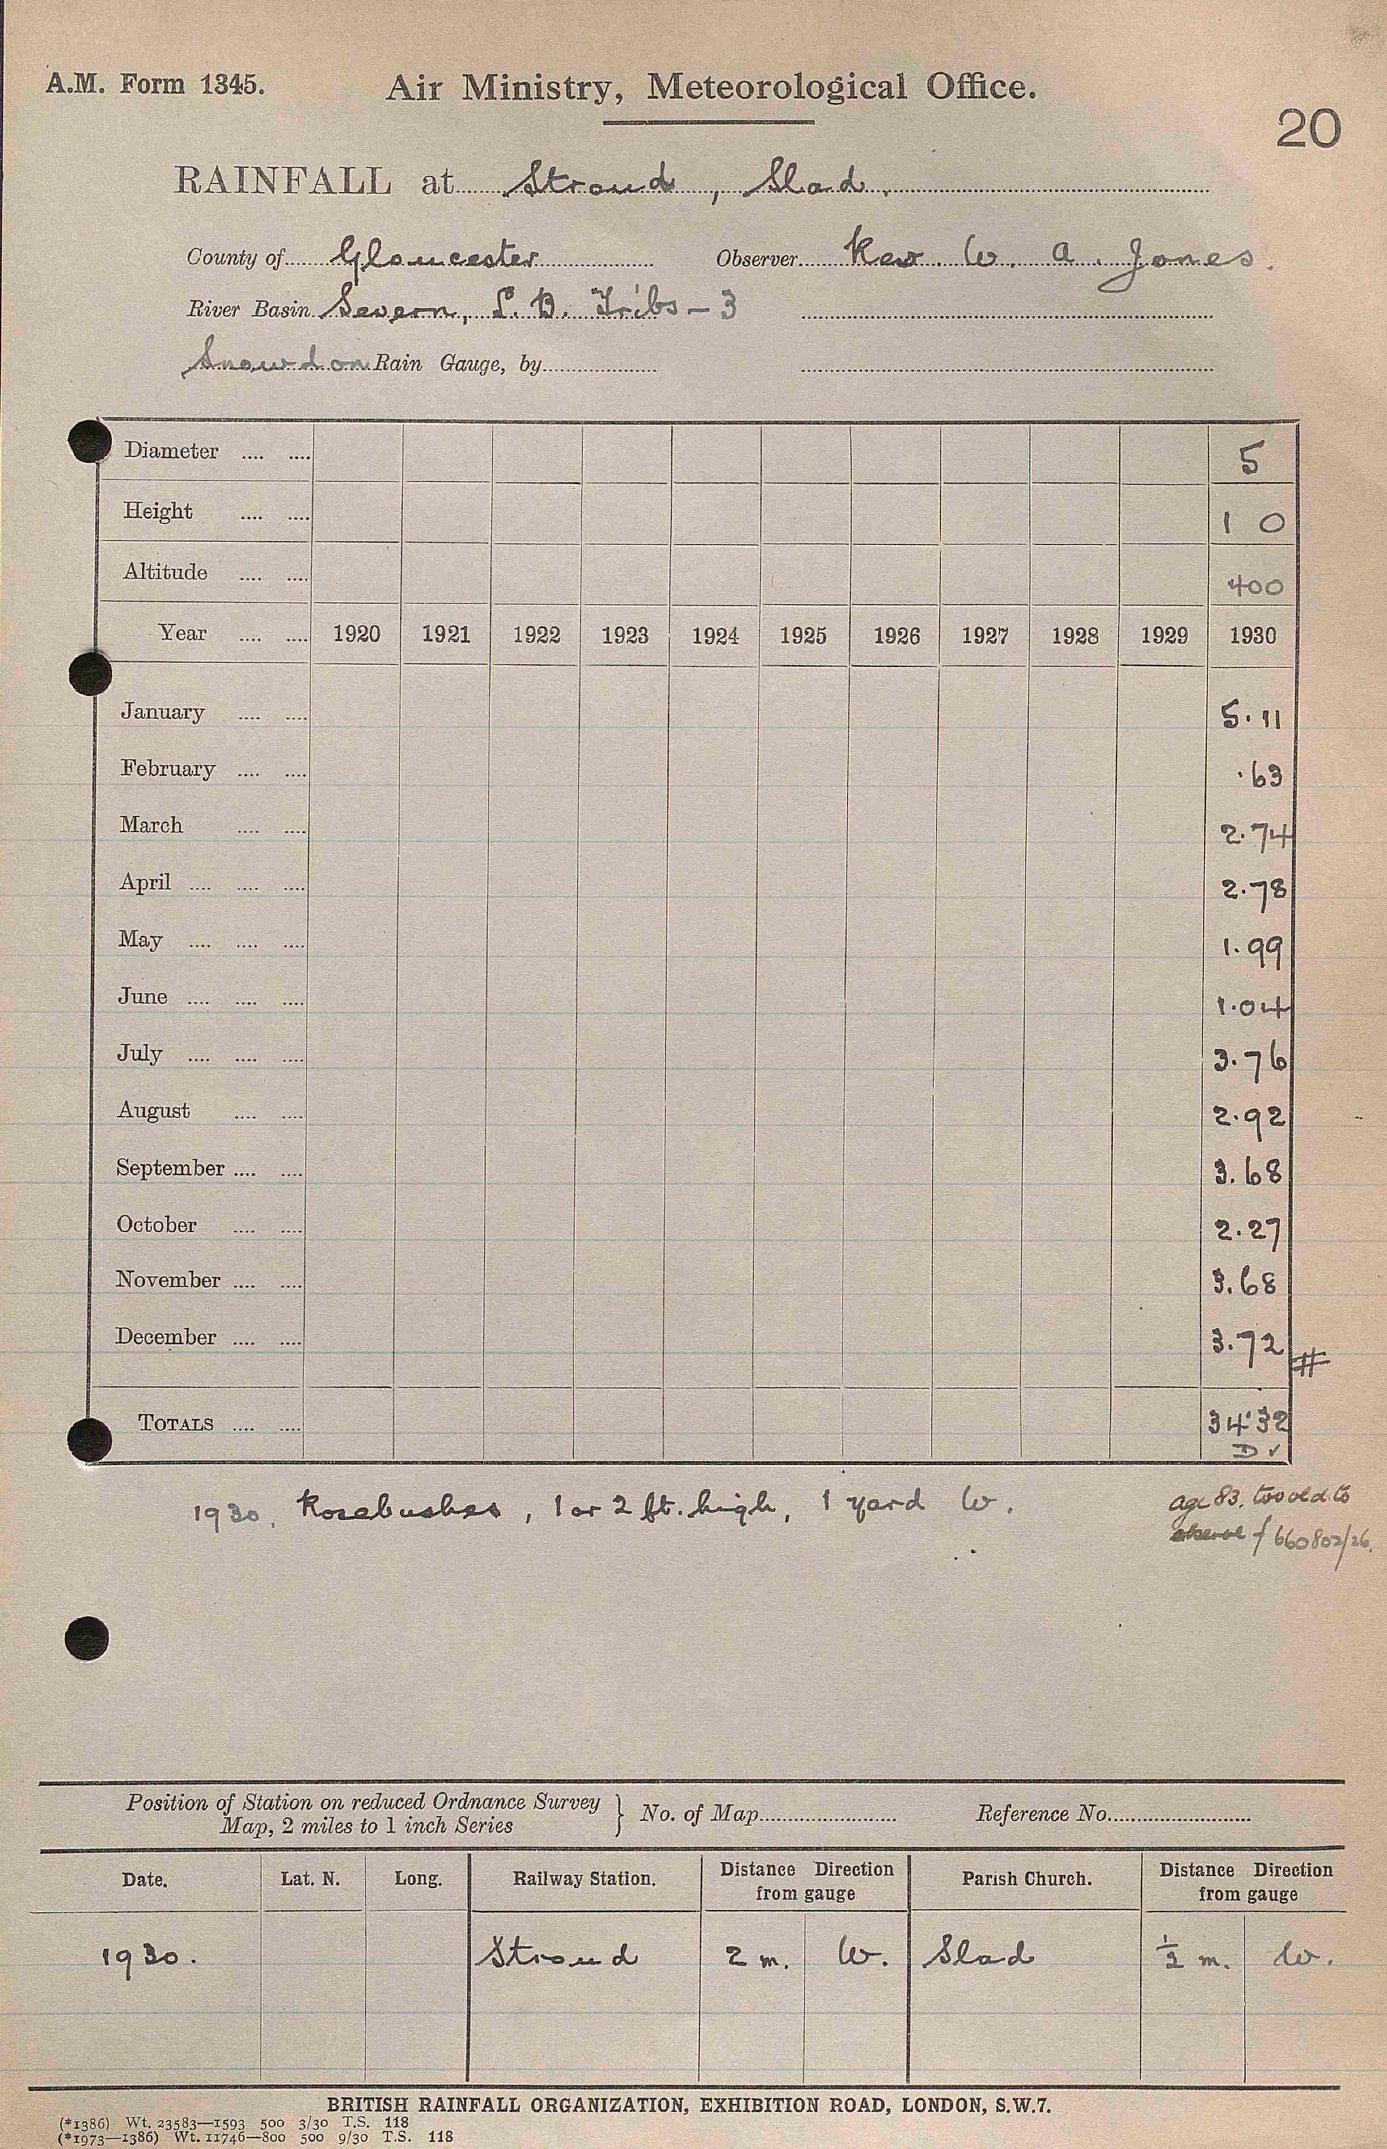 A.M. Form 1345. Air Ministry, Meteorological Office.
20
RAINFALL at Stroud, Slad.
County of Gloucester Observer Rev. W. A. Jones.
River Basin Severn, L. B. Tribs - 3
Snowdon Rain Gauge, by
Diameter .... .... 5
Height .... .... 1 0
Altitude .... .... 400
Year .... .... 1920 1921 1922 1923 1924 1925 1926 1927 1928 1929 1930
January .... .... 5.11
February .... .... .63
March .... .... 2.74
April .... .... .... 2.78
May .... .... .... 1.99
June .... .... .... 1.04
July .... .... .... 3.76
August .... .... 2.92
September .... .... 3.68
October .... .... 2.27
November .... .... 3.68
December .... .... 3.72 #
TOTALS .... .... 34.32
D ✓
1930. Rosebushes, 1 or 2 ft. high, 1 yard W.
age 83, too old to
observe f 660802/26.
Position of Station on reduced Ordnance Survey
Map, 2 miles to 1 inch Series } No. of Map Reference No.
Date. Lat. N. Long. Railway Station. Distance Direction from gauge Parish Church. Distance Direction from gauge
1930. Stroud 2 m. W. Slad ½ m. W.
BRITISH RAINFALL ORGANIZATION, EXHIBITION ROAD, LONDON, S.W.7.
(*1386) Wt. 23583—1593 500 3/30 T.S. 118
(*1973—1386) Wt. 11746—800 500 9/30 T.S. 118